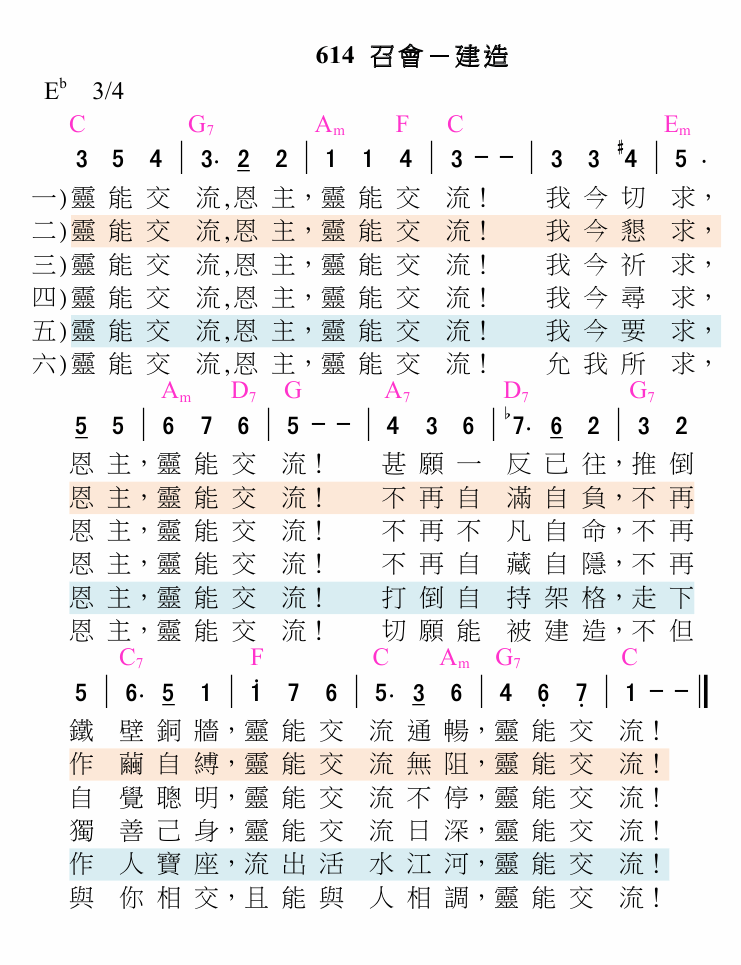 614 召會－建造
E♭ 3/4
C G7 Am F C Em
3 5 4 | 3· 2 2 | 1 1 4 | 3 － － | 3 3 #4 | 5 ·
一)靈能交 流,恩主，靈能交 流！ 我今切 求，
二)靈能交 流,恩主，靈能交 流！ 我今懇 求，
三)靈能交 流,恩主，靈能交 流！ 我今祈 求，
四)靈能交 流,恩主，靈能交 流！ 我今尋 求，
五)靈能交 流,恩主，靈能交 流！ 我今要 求，
六)靈能交 流,恩主，靈能交 流！ 允我所 求，
Am D7 G A7 D7 G7
5 5 | 6 7 6 | 5 － － | 4 3 6 | ♭7· 6 2 | 3 2
恩主，靈能交 流！ 甚願一 反已往，推倒
恩主，靈能交 流！ 不再自 滿自負，不再
恩主，靈能交 流！ 不再不 凡自命，不再
恩主，靈能交 流！ 不再自 藏自隱，不再
恩主，靈能交 流！ 打倒自 持架格，走下
恩主，靈能交 流！ 切願能 被建造，不但
C7 F C Am G7 C
5 | 6· 5 1 | i 7 6 | 5· 3 6 | 4 6̣ 7̣ | 1 － － ‖
鐵 壁銅牆，靈能交 流通暢，靈能交 流！
作 繭自縛，靈能交 流無阻，靈能交 流！
自 覺聰明，靈能交 流不停，靈能交 流！
獨 善己身，靈能交 流日深，靈能交 流！
作 人寶座，流出活 水江河，靈能交 流！
與 你相交，且能與 人相調，靈能交 流！